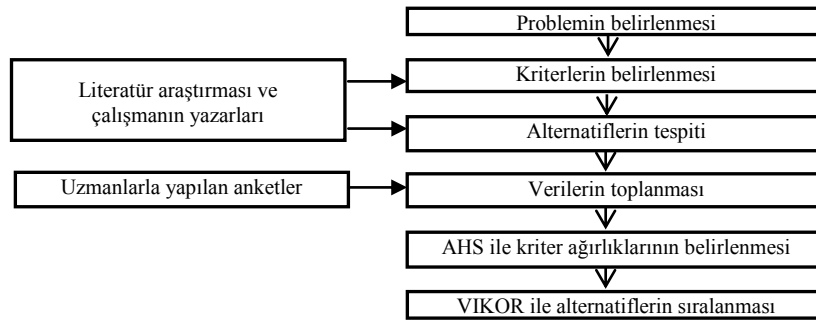 Problemin belirlenmesi
Literatür araştırması ve
çalışmanın yazarları
Kriterlerin belirlenmesi
Alternatiflerin tespiti
Uzmanlarla yapılan anketler
Verilerin toplanması
AHS ile kriter ağırlıklarının belirlenmesi
VIKOR ile alternatiflerin sıralanması